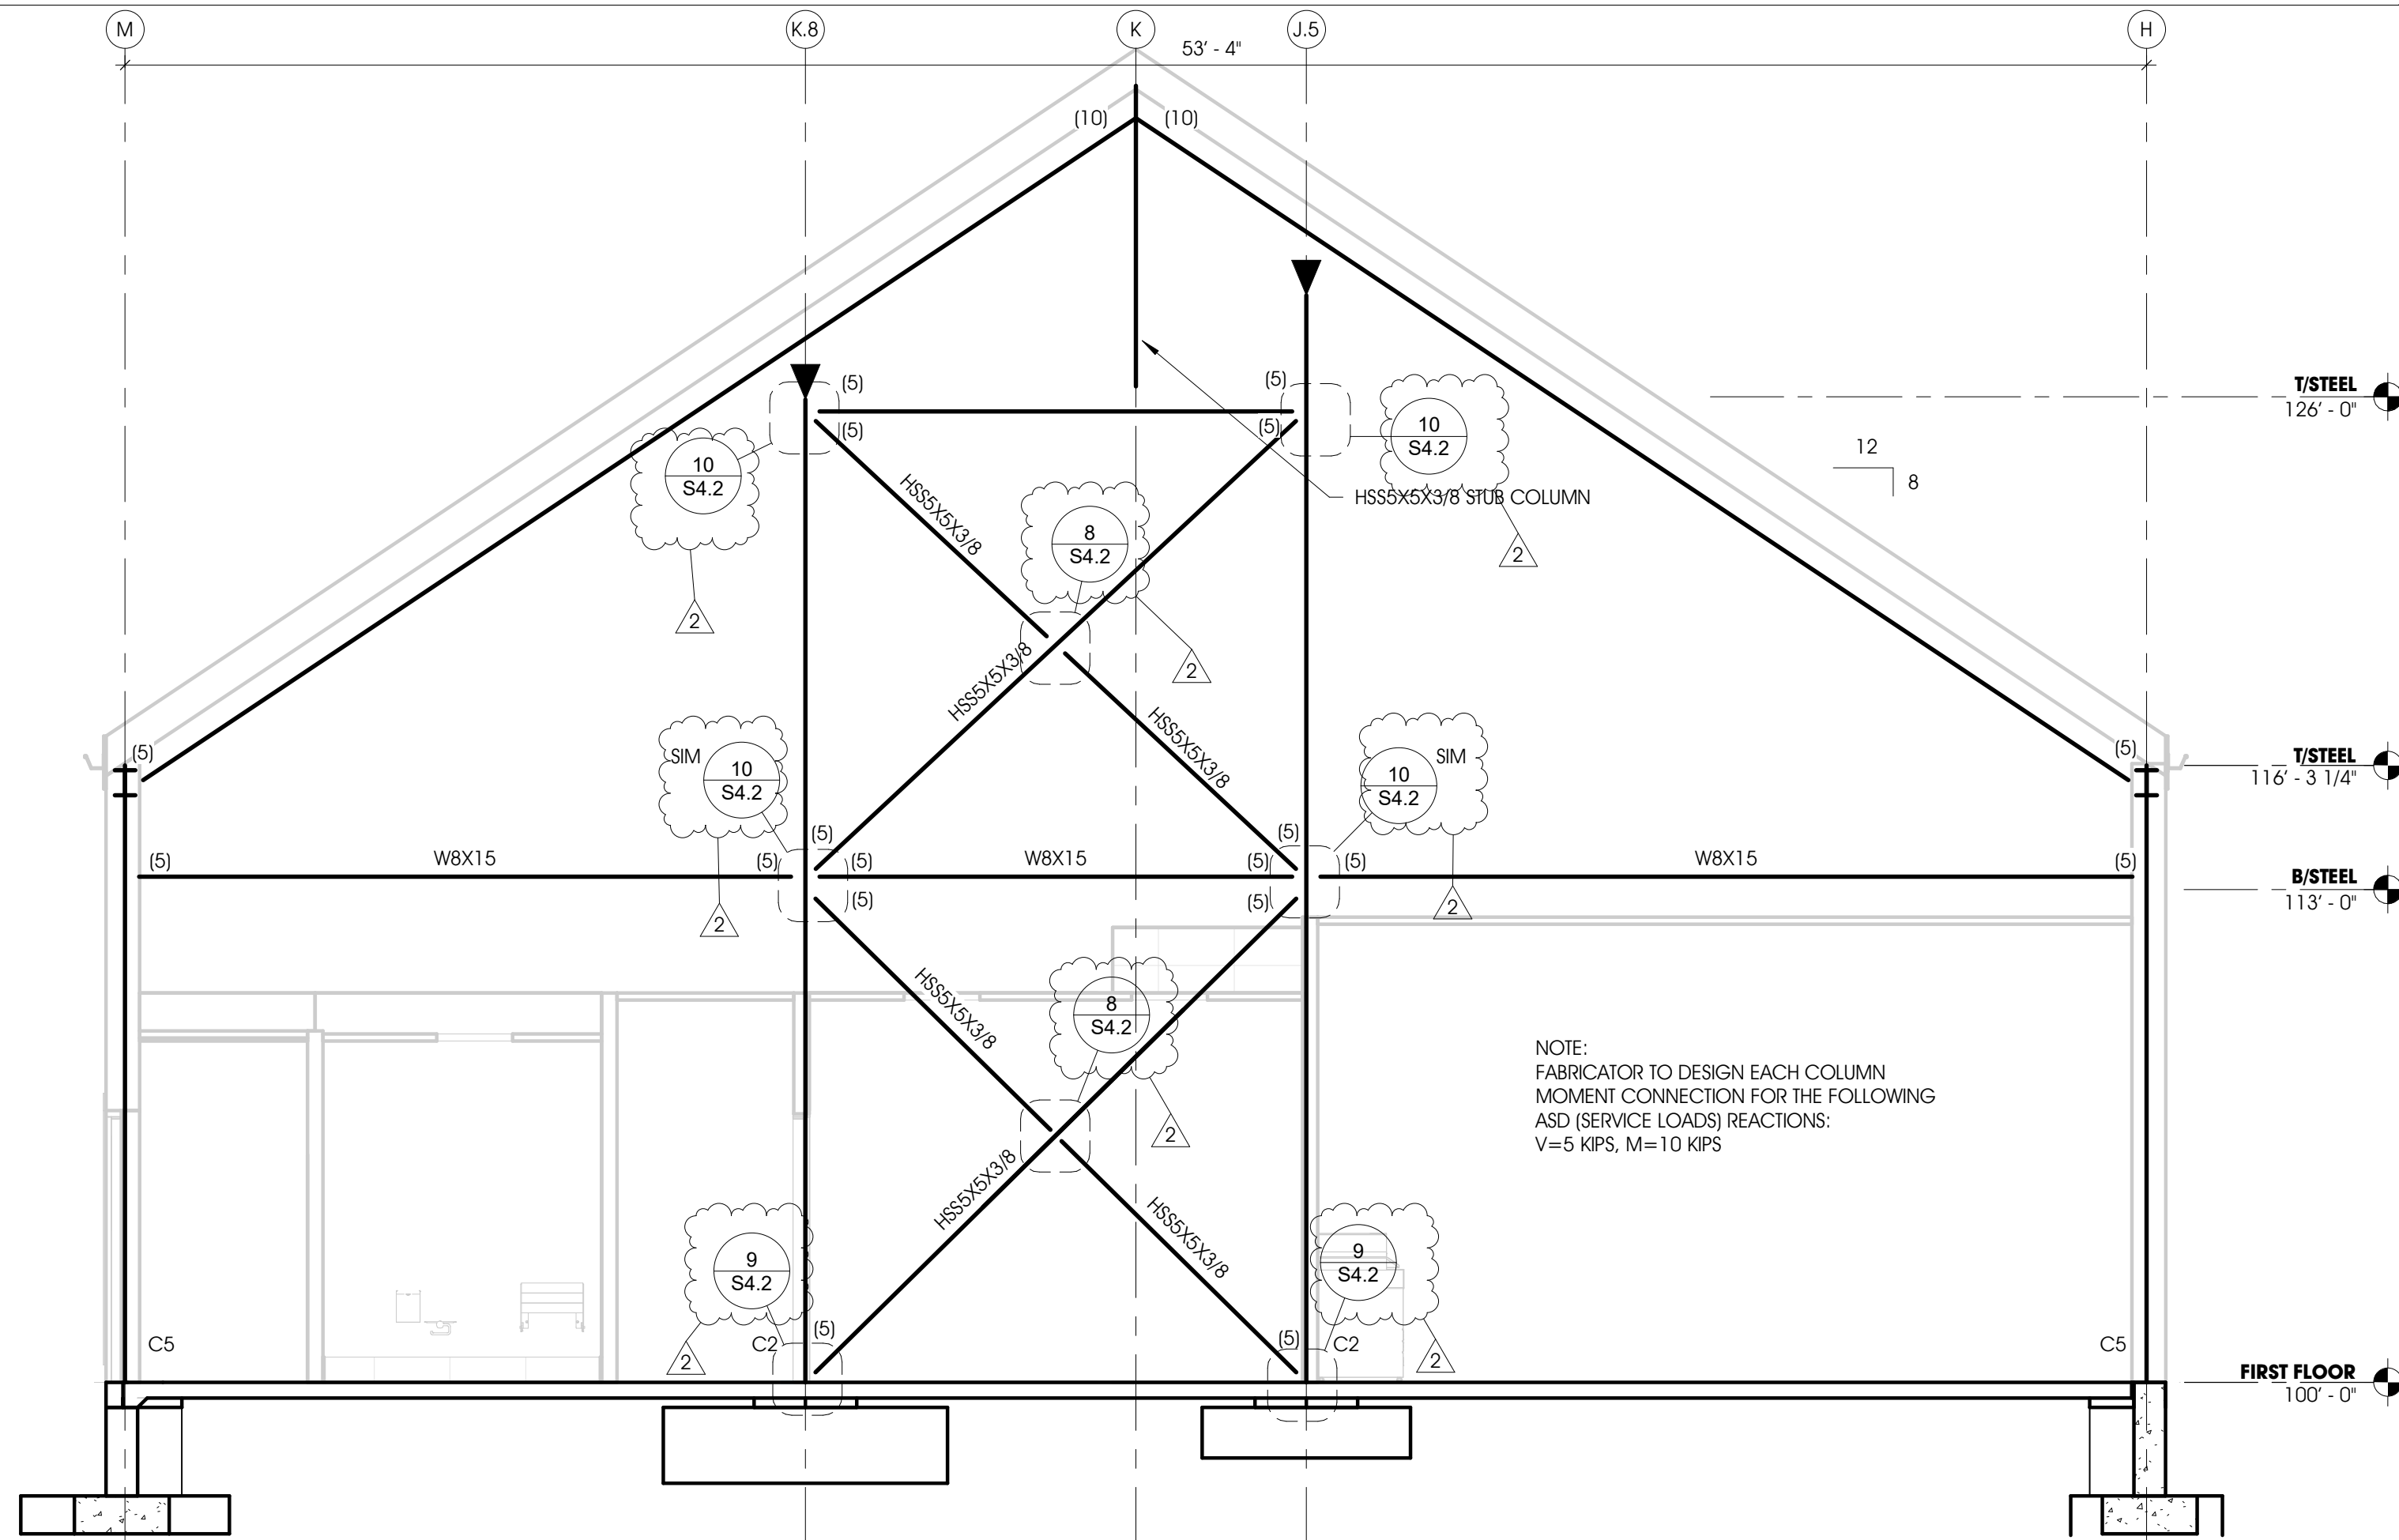 M
K.8
K
J.5
H
53' - 4"
(10)
(10)
T/STEEL
126' - 0"
(5)
(5)
(5)
(5)
10
S4.2
10
S4.2
12
8
HSS5X5X3/8
HSS5X5X3/8 STUB COLUMN
8
S4.2
2
2
2
HSS5X5X3/8
HSS5X5X3/8
(5)
(5)
T/STEEL
116' - 3 1/4"
SIM
10
S4.2
10
S4.2
SIM
(5)
(5)
(5)
W8X15
(5)
(5)
W8X15
(5)
(5)
W8X15
(5)
B/STEEL
113' - 0"
(5)
(5)
2
2
HSS5X5X3/8
8
S4.2
2
NOTE:
FABRICATOR TO DESIGN EACH COLUMN
MOMENT CONNECTION FOR THE FOLLOWING
ASD (SERVICE LOADS) REACTIONS:
V=5 KIPS, M=10 KIPS
HSS5X5X3/8
HSS5X5X3/8
9
S4.2
9
S4.2
C5
2
C2
(5)
(5)
C2
2
C5
FIRST FLOOR
100' - 0"